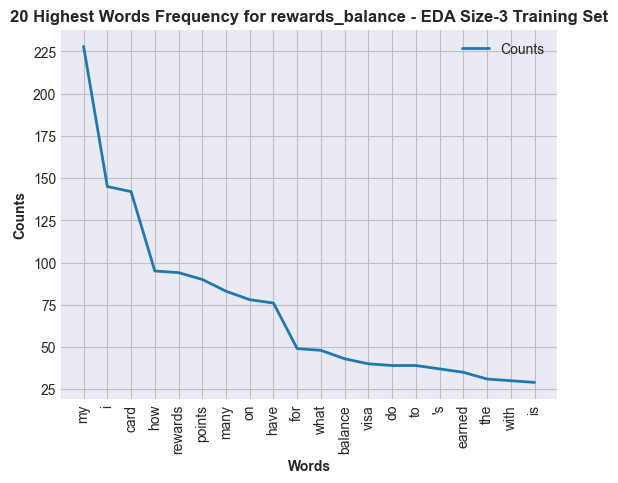 20 Highest Words Frequency for rewards_balance - EDA Size-3 Training Set
Counts
225
200
175
150
125
100
75
50
25
Counts
my
i
card
how
rewards
points
many
on
have
for
what
balance
visa
do
to
's
earned
the
with
is
Words